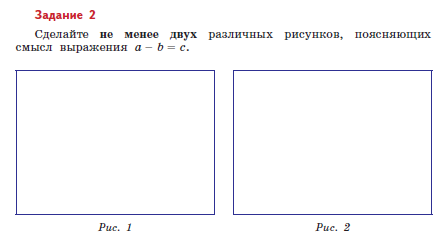 Задание 2
Сделайте не менее двух различных рисунков, поясняющих
смысл выражения a – b = c.
Рис. 1
Рис. 2